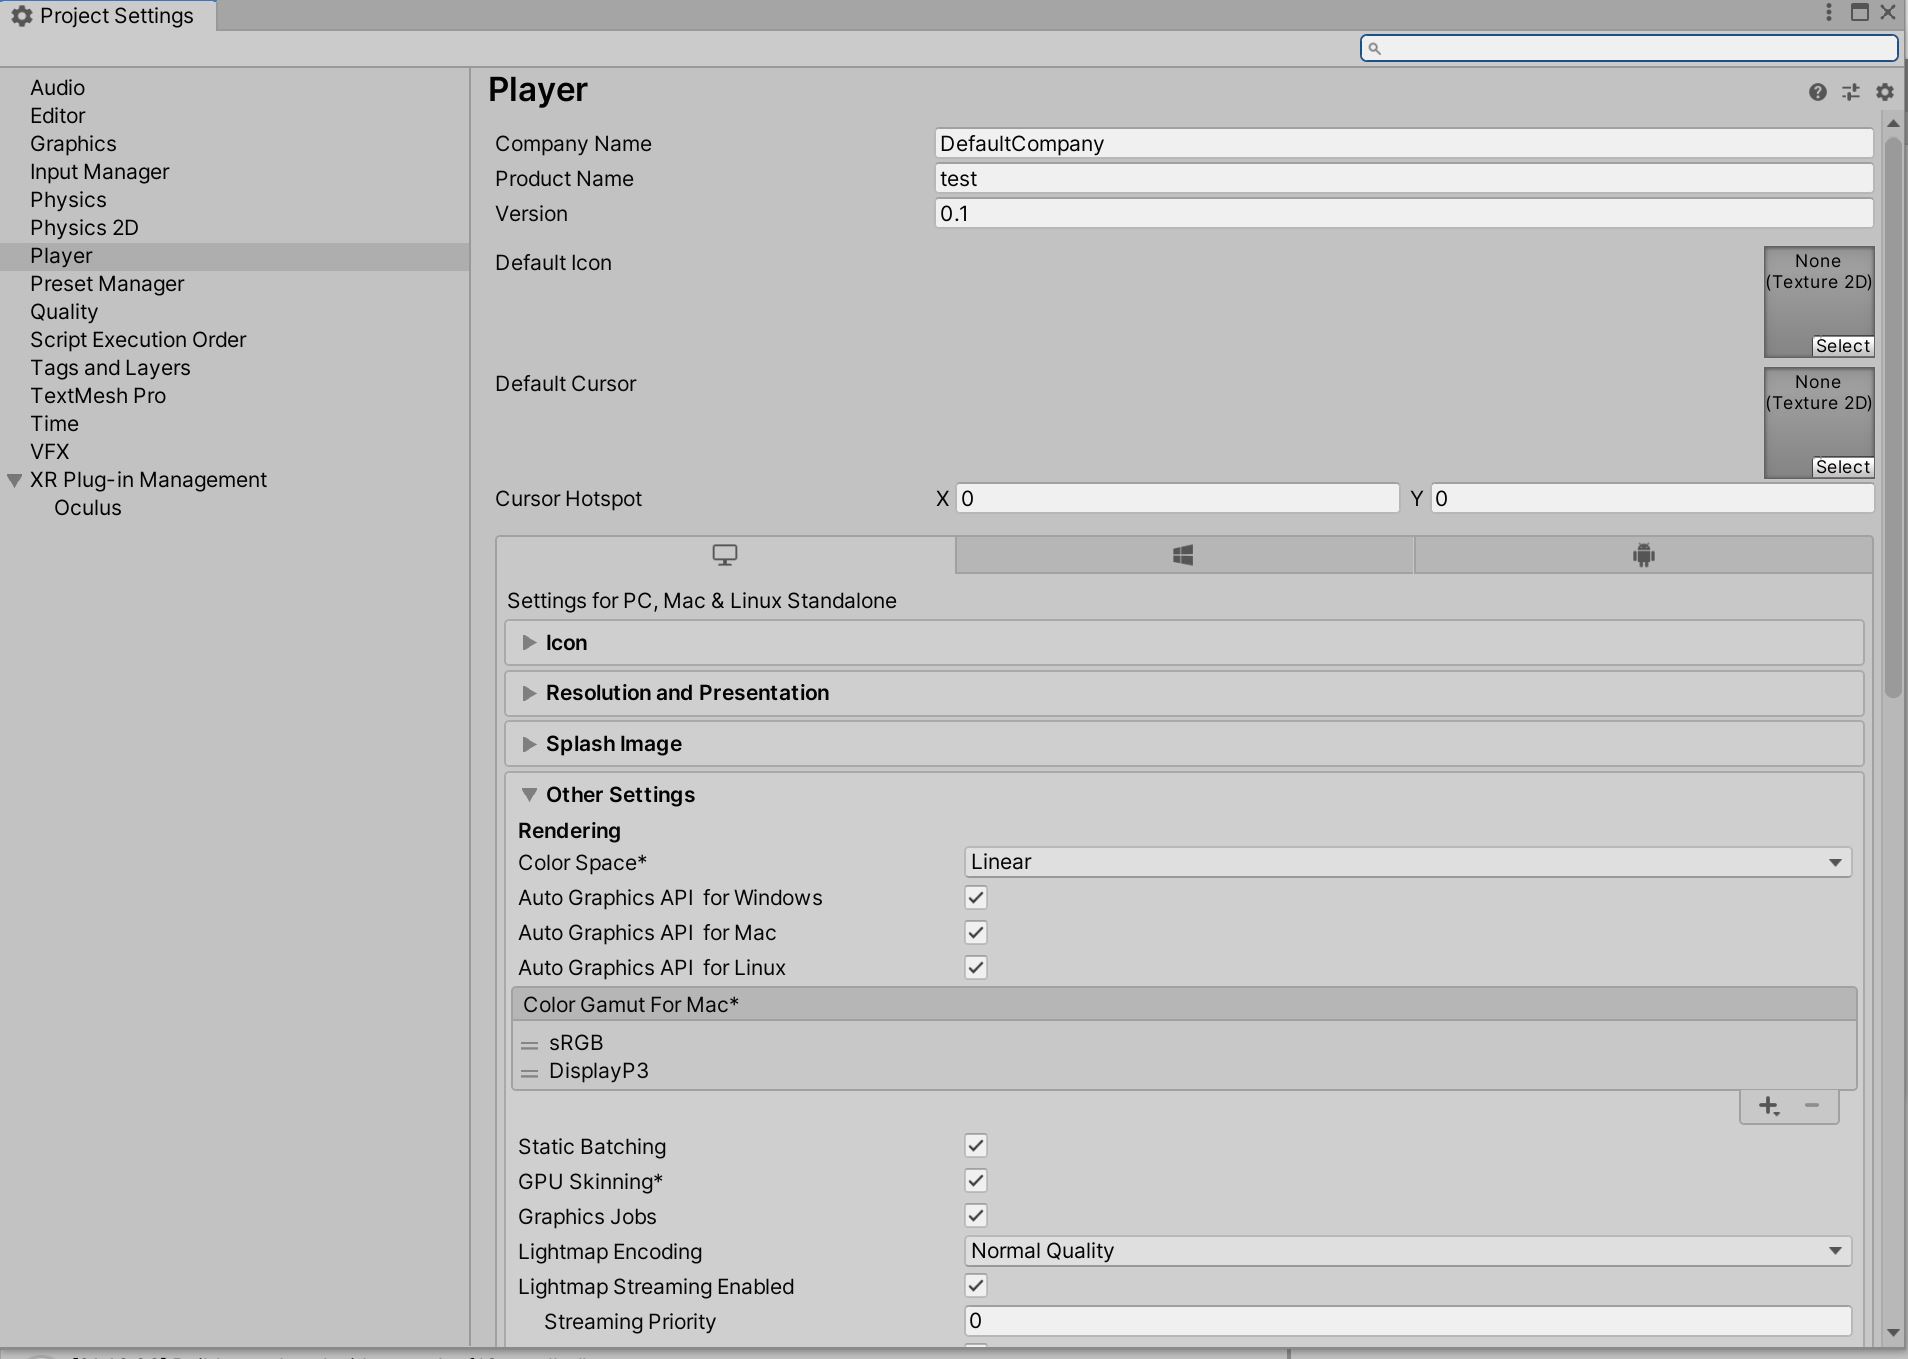 Project Settings
Audio
Editor
Graphics
Input Manager
Physics
Physics 2D
Player
Preset Manager
Quality
Script Execution Order
Tags and Layers
TextMesh Pro
Time
VFX
XR Plug-in Management
Oculus
Player
Company Name DefaultCompany
Product Name test
Version 0.1
Default Icon
None
(Texture 2D)
Select
Default Cursor
None
(Texture 2D)
Select
Cursor Hotspot X 0 Y 0
Settings for PC, Mac & Linux Standalone
Icon
Resolution and Presentation
Splash Image
Other Settings
Rendering
Color Space* Linear
Auto Graphics API for Windows
Auto Graphics API for Mac
Auto Graphics API for Linux
Color Gamut For Mac*
sRGB
DisplayP3
Static Batching
GPU Skinning*
Graphics Jobs
Lightmap Encoding Normal Quality
Lightmap Streaming Enabled
Streaming Priority 0